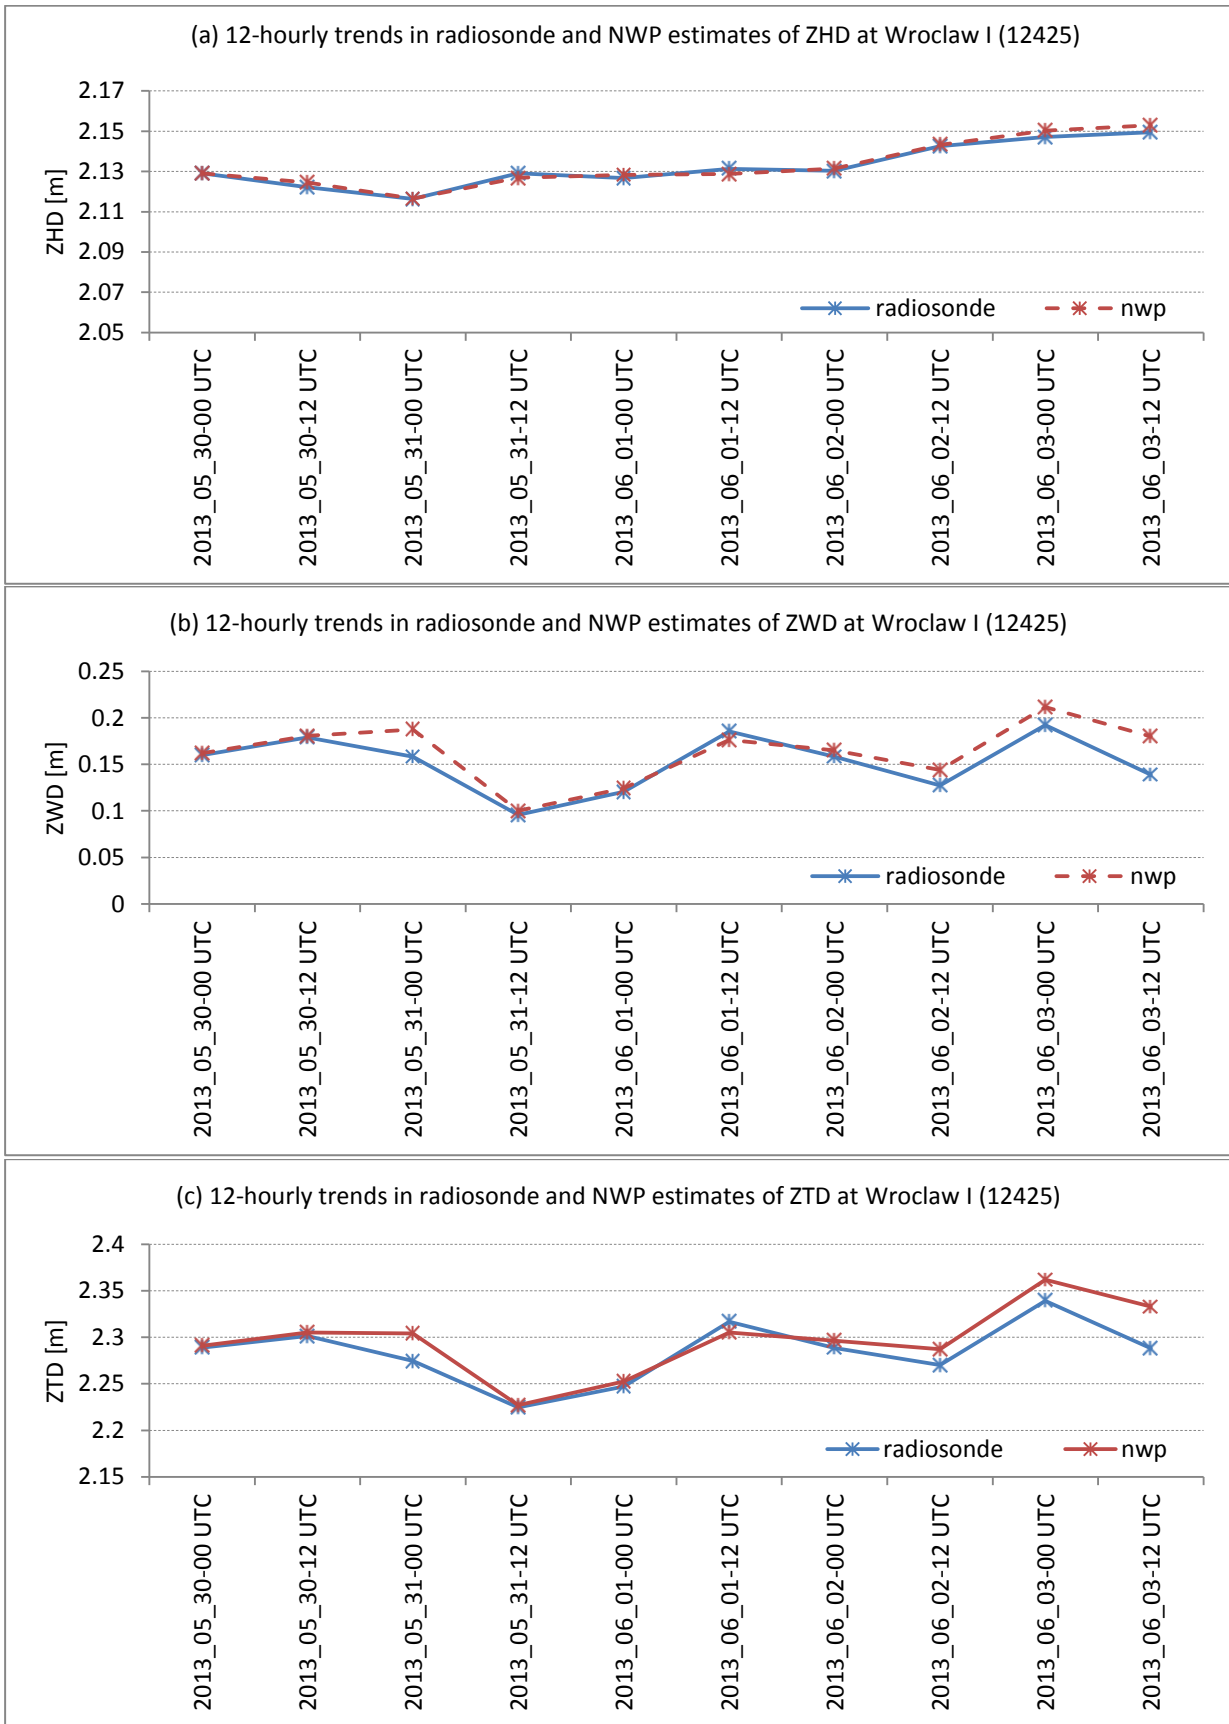 (a) 12-hourly trends in radiosonde and NWP estimates of ZHD at Wroclaw I (12425)
2.17
2.15
2.13
2.11
2.09
2.07
2.05
ZHD [m]
radiosonde
nwp
2013_05_30-00 UTC
2013_05_30-12 UTC
2013_05_31-00 UTC
2013_05_31-12 UTC
2013_06_01-00 UTC
2013_06_01-12 UTC
2013_06_02-00 UTC
2013_06_02-12 UTC
2013_06_03-00 UTC
2013_06_03-12 UTC
(b) 12-hourly trends in radiosonde and NWP estimates of ZWD at Wroclaw I (12425)
0.25
0.2
0.15
0.1
0.05
0
ZWD [m]
radiosonde
nwp
2013_05_30-00 UTC
2013_05_30-12 UTC
2013_05_31-00 UTC
2013_05_31-12 UTC
2013_06_01-00 UTC
2013_06_01-12 UTC
2013_06_02-00 UTC
2013_06_02-12 UTC
2013_06_03-00 UTC
2013_06_03-12 UTC
(c) 12-hourly trends in radiosonde and NWP estimates of ZTD at Wroclaw I (12425)
2.4
2.35
2.3
2.25
2.2
2.15
ZTD [m]
radiosonde
nwp
2013_05_30-00 UTC
2013_05_30-12 UTC
2013_05_31-00 UTC
2013_05_31-12 UTC
2013_06_01-00 UTC
2013_06_01-12 UTC
2013_06_02-00 UTC
2013_06_02-12 UTC
2013_06_03-00 UTC
2013_06_03-12 UTC